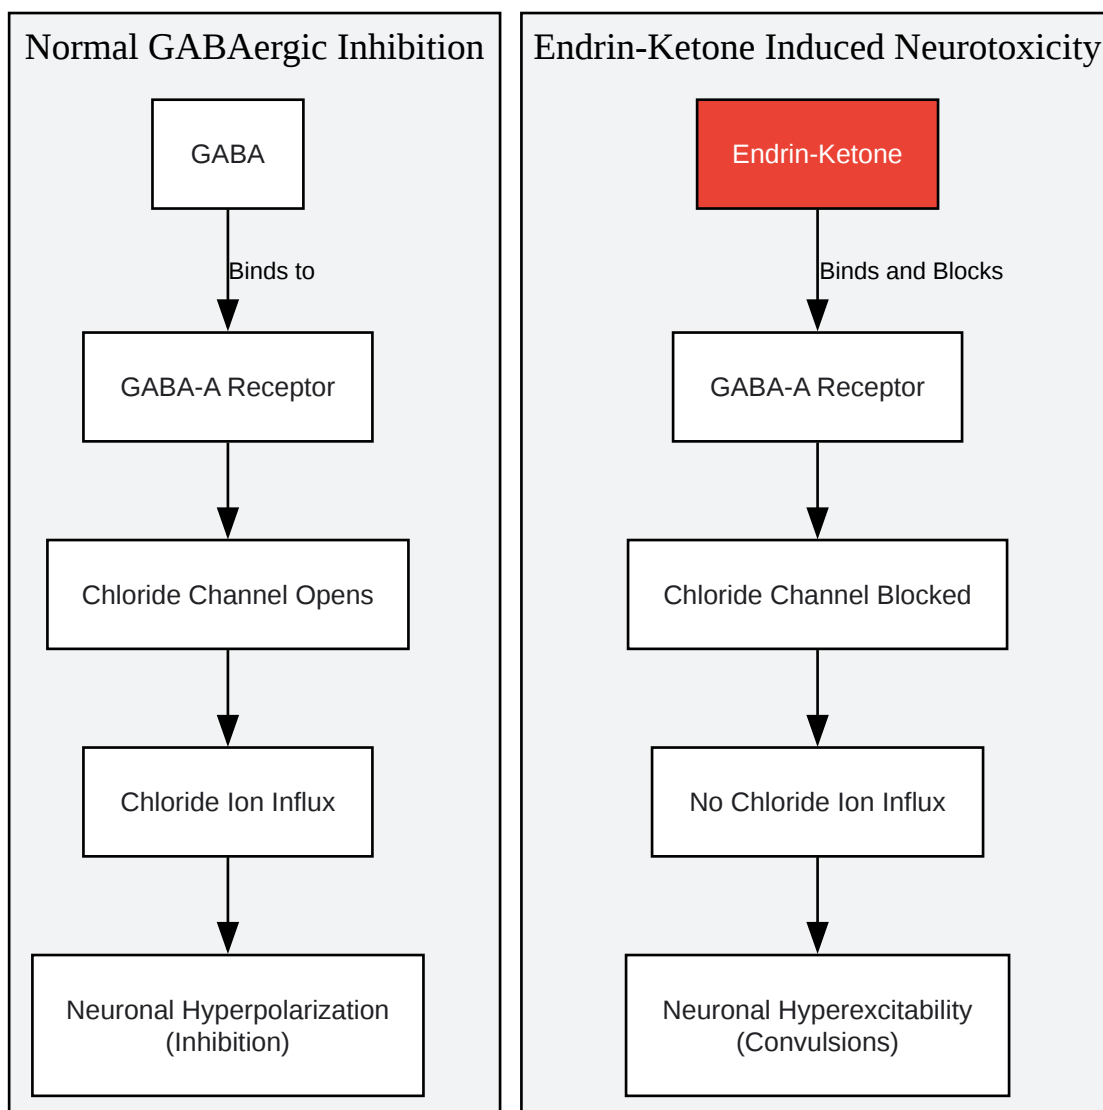 Normal GABAergic Inhibition
GABA
Binds to
GABA-A Receptor
Chloride Channel Opens
Chloride Ion Influx
Neuronal Hyperpolarization
(Inhibition)
Endrin-Ketone Induced Neurotoxicity
Endrin-Ketone
Binds and Blocks
GABA-A Receptor
Chloride Channel Blocked
No Chloride Ion Influx
Neuronal Hyperexcitability
(Convulsions)